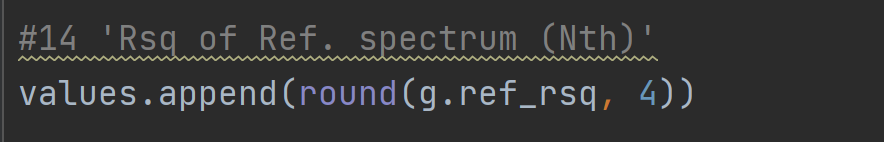 #14 'Rsq of Ref. spectrum (Nth)'
values.append(round(g.ref_rsq, 4))